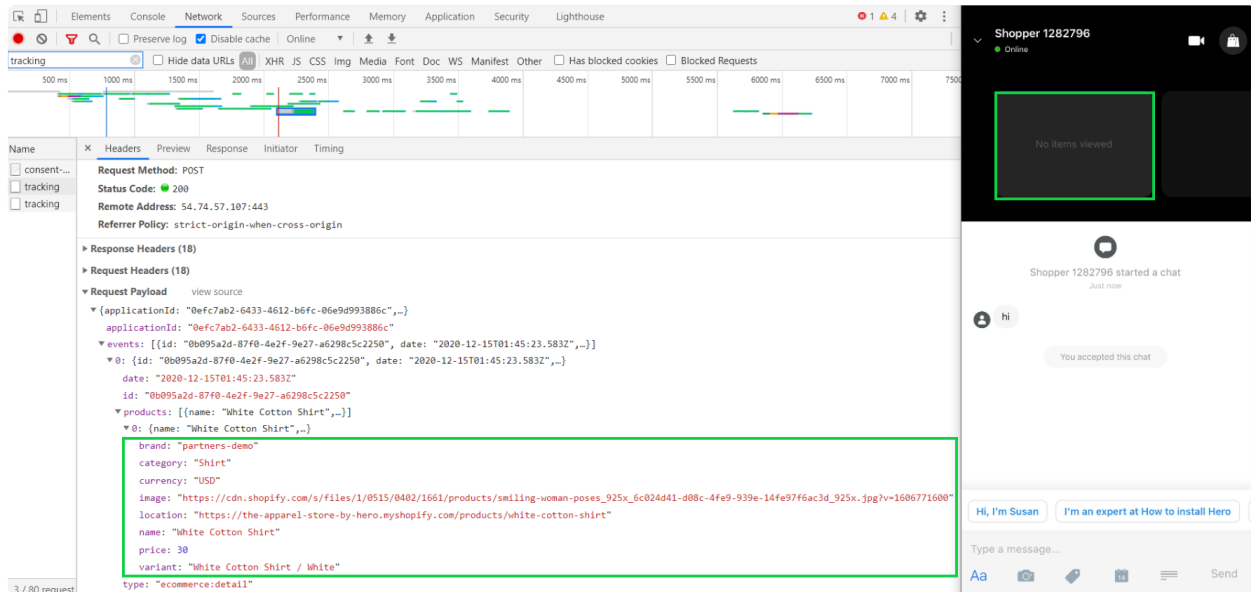 Elements Console Network Sources Performance Memory Application Security Lighthouse 1 4
Preserve log Disable cache Online
tracking Hide data URLs All XHR JS CSS Img Media Font Doc WS Manifest Other Has blocked cookies Blocked Requests
500 ms 1000 ms 1500 ms 2000 ms 2500 ms 3000 ms 3500 ms 4000 ms 4500 ms 5000 ms 5500 ms 6000 ms 6500 ms 7000 ms 7500
Name
consent-...
tracking
tracking
3 / 80 request
× Headers Preview Response Initiator Timing
Request Method: POST
Status Code: 200
Remote Address: 54.74.57.107:443
Referrer Policy: strict-origin-when-cross-origin
Response Headers (18)
Request Headers (18)
Request Payload view source
{applicationId: "0efc7ab2-6433-4612-b6fc-06e9d993886c",…}
applicationId: "0efc7ab2-6433-4612-b6fc-06e9d993886c"
events: [{id: "0b095a2d-87f0-4e2f-9e27-a6298c5c2250", date: "2020-12-15T01:45:23.583Z",…}]
0: {id: "0b095a2d-87f0-4e2f-9e27-a6298c5c2250", date: "2020-12-15T01:45:23.583Z",…}
date: "2020-12-15T01:45:23.583Z"
id: "0b095a2d-87f0-4e2f-9e27-a6298c5c2250"
products: [{name: "White Cotton Shirt",…}]
0: {name: "White Cotton Shirt",…}
brand: "partners-demo"
category: "Shirt"
currency: "USD"
image: "https://cdn.shopify.com/s/files/1/0515/0402/1661/products/smiling-woman-poses_925x_6c024d41-d08c-4fe9-939e-14fe97f6ac3d_925x.jpg?v=1606771600"
location: "https://the-apparel-store-by-hero.myshopify.com/products/white-cotton-shirt"
name: "White Cotton Shirt"
price: 30
variant: "White Cotton Shirt / White"
type: "ecommerce:detail"
Shopper 1282796
Online
No items viewed
Shopper 1282796 started a chat
Just now
hi
You accepted this chat
Hi, I'm Susan I'm an expert at How to install Hero
Type a message...
Aa 14 Send